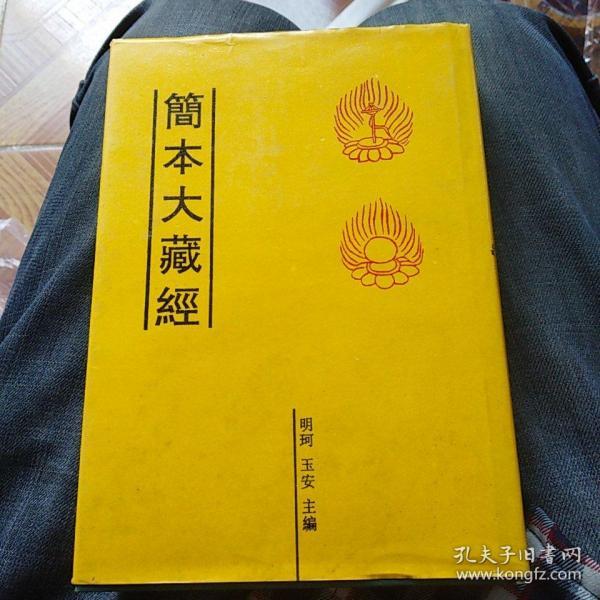 簡本大藏經
明珂 玉安 主編
孔夫子旧书网
www.kongfz.com